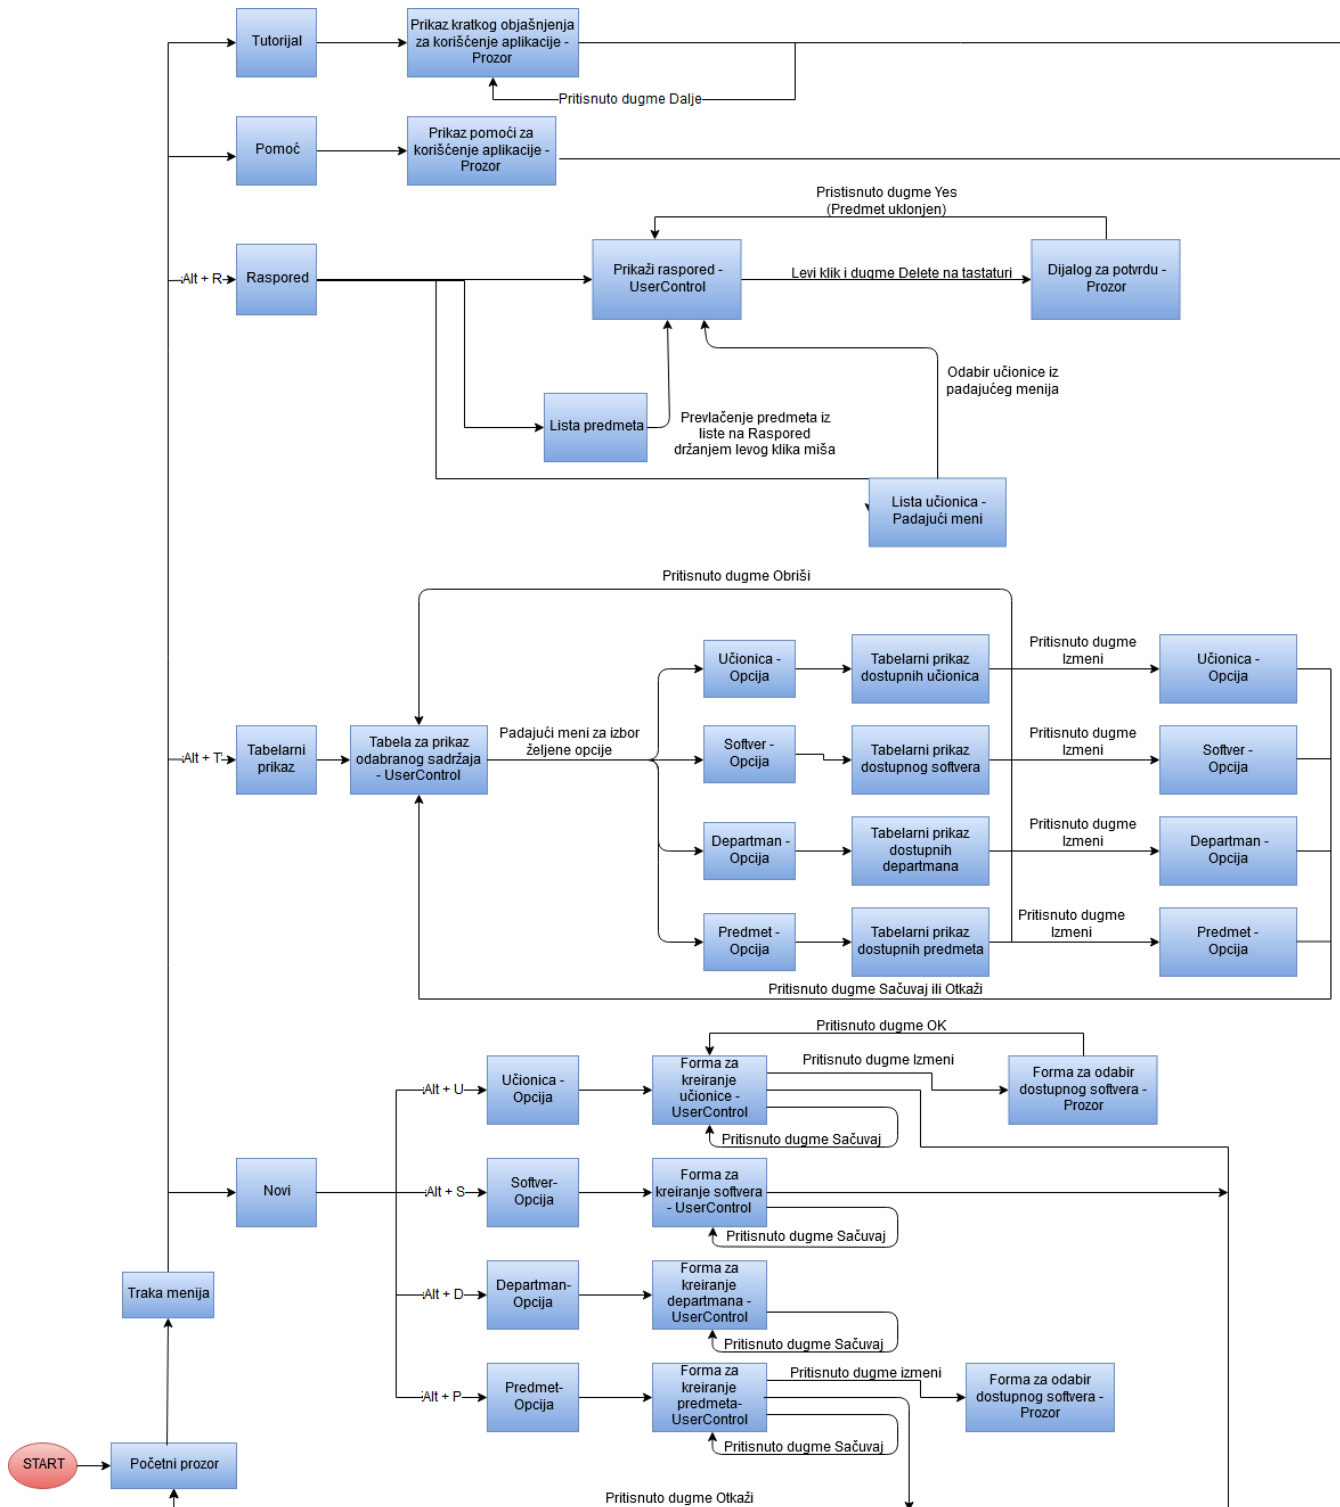 Tutorijal
Prikaz kratkog objašnjenja
za korišćenje aplikacije -
Prozor
Pritisnuto dugme Dalje
Pomoć
Prikaz pomoći za
korišćenje aplikacije -
Prozor
Pristisnuto dugme Yes
(Predmet uklonjen)
Alt + R
Raspored
Prikaži raspored -
UserControl
Levi klik i dugme Delete na tastaturi
Dijalog za potvrdu -
Prozor
Odabir učionice iz
padajućeg menija
Lista predmeta
Prevlačenje predmeta iz
liste na Raspored
držanjem levog klika miša
Lista učionica -
Padajući meni
Pritisnuto dugme Obriši
Učionica -
Opcija
Tabelarni prikaz
dostupnih učionica
Pritisnuto dugme
Izmeni
Učionica -
Opcija
Alt + T
Tabelarni
prikaz
Tabela za prikaz
odabranog sadržaja
- UserControl
Padajući meni za izbor
željene opcije
Softver -
Opcija
Tabelarni prikaz
dostupnog softvera
Pritisnuto dugme
Izmeni
Softver -
Opcija
Departman -
Opcija
Tabelarni prikaz
dostupnih
departmana
Pritisnuto dugme
Izmeni
Departman -
Opcija
Predmet -
Opcija
Tabelarni prikaz
dostupnih predmeta
Pritisnuto dugme
Izmeni
Predmet -
Opcija
Pritisnuto dugme Sačuvaj ili Otkaži
Pritisnuto dugme OK
Alt + U
Učionica -
Opcija
Forma za
kreiranje
učionice -
UserControl
Pritisnuto dugme Izmeni
Forma za odabir
dostupnog softvera -
Prozor
Pritisnuto dugme Sačuvaj
Novi
Alt + S
Softver-
Opcija
Forma za
kreiranje softvera
- UserControl
Pritisnuto dugme Sačuvaj
Traka menija
Alt + D
Departman-
Opcija
Forma za
kreiranje
departmana -
UserControl
Pritisnuto dugme Sačuvaj
Alt + P
Predmet-
Opcija
Forma za
kreiranje
predmeta-
UserControl
Pritisnuto dugme izmeni
Forma za odabir
dostupnog softvera -
Prozor
Pritisnuto dugme Sačuvaj
START
Početni prozor
Pritisnuto dugme Otkaži